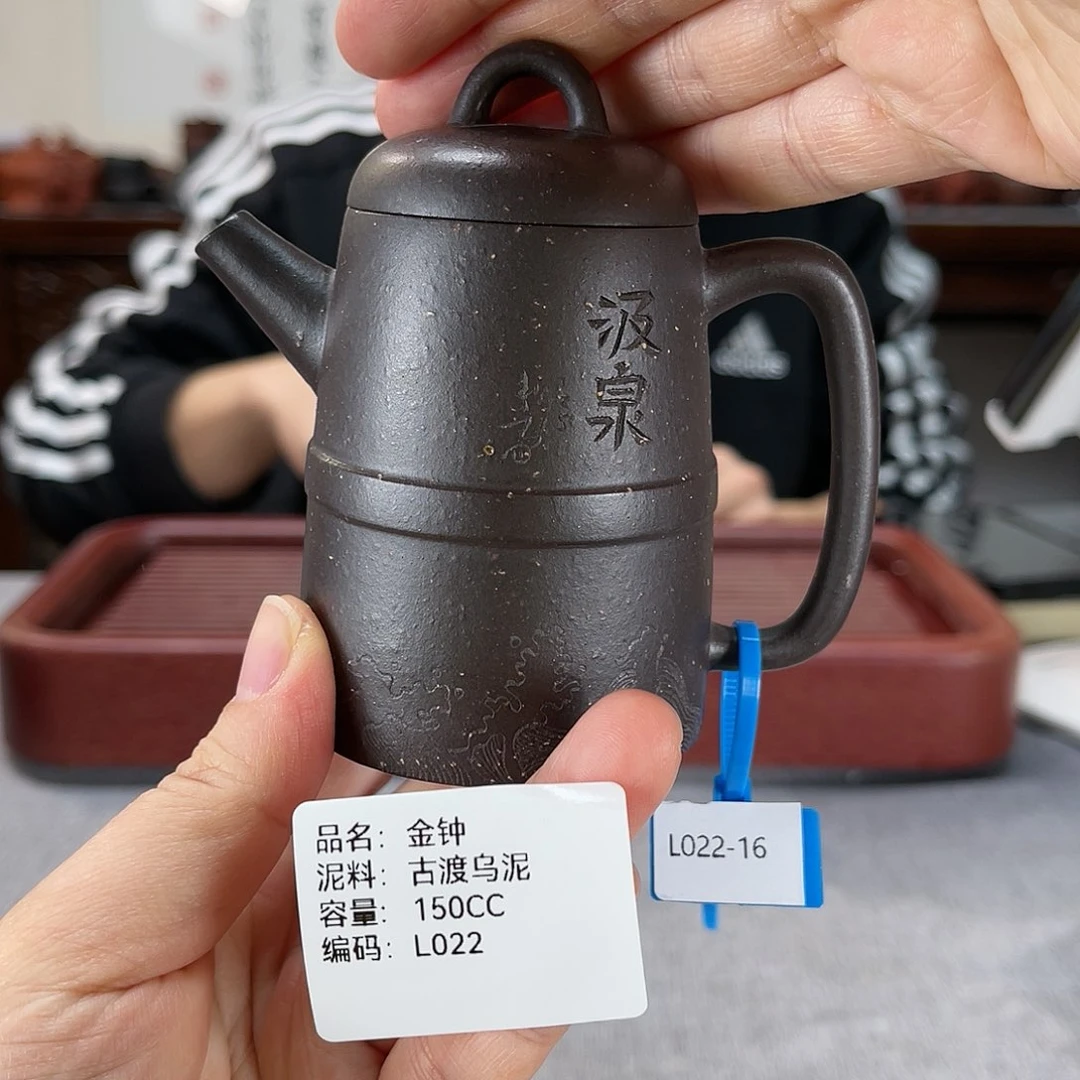 汲
泉
adidas
品名: 金钟
泥料: 古渡乌泥
容量: 150CC
编码: L022
L022-16